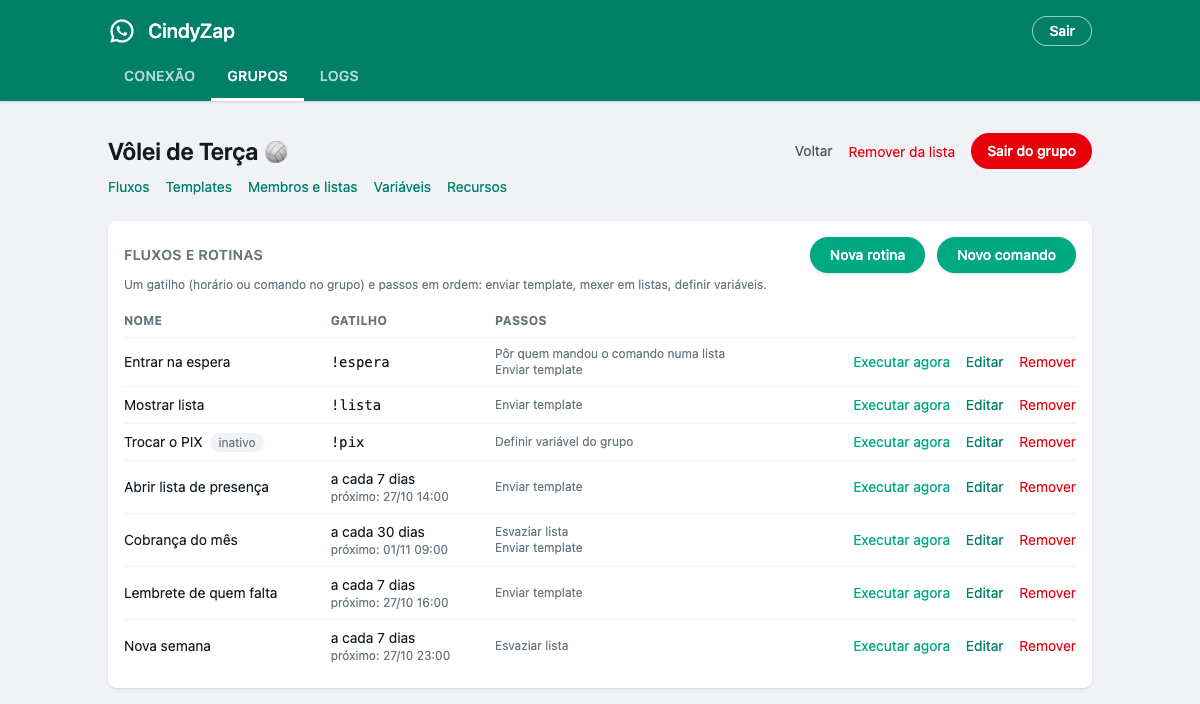 CindyZap
Sair
CONEXÃO GRUPOS LOGS
Vôlei de Terça
Voltar Remover da lista Sair do grupo
Fluxos Templates Membros e listas Variáveis Recursos
FLUXOS E ROTINAS
Nova rotina Novo comando
Um gatilho (horário ou comando no grupo) e passos em ordem: enviar template, mexer em listas, definir variáveis.
NOME GATILHO PASSOS
Entrar na espera !espera Pôr quem mandou o comando numa lista
Enviar template
Executar agora Editar Remover
Mostrar lista !lista Enviar template Executar agora Editar Remover
Trocar o PIX inativo !pix Definir variável do grupo Executar agora Editar Remover
Abrir lista de presença a cada 7 dias
próximo: 27/10 14:00
Enviar template Executar agora Editar Remover
Cobrança do mês a cada 30 dias
próximo: 01/11 09:00
Esvaziar lista
Enviar template
Executar agora Editar Remover
Lembrete de quem falta a cada 7 dias
próximo: 27/10 16:00
Enviar template Executar agora Editar Remover
Nova semana a cada 7 dias
próximo: 27/10 23:00
Esvaziar lista Executar agora Editar Remover